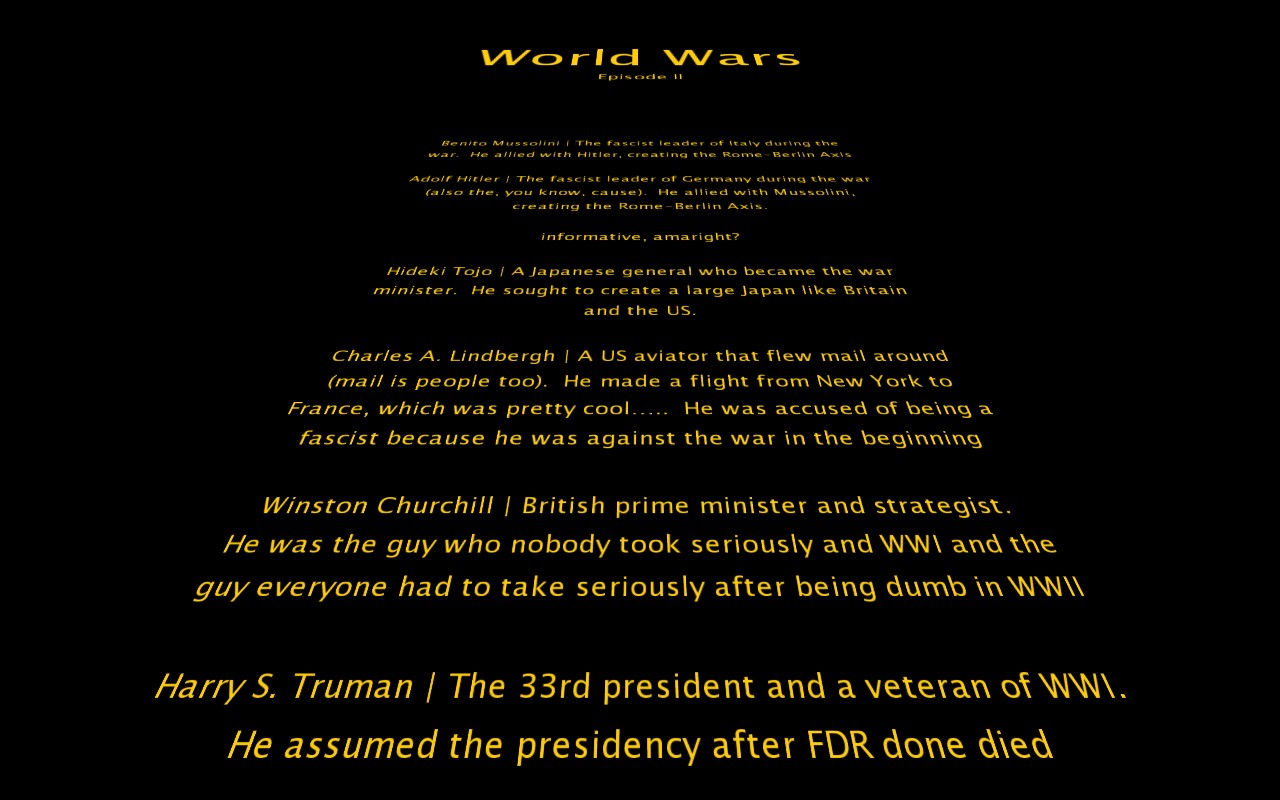 World Wars
Episode II
Benito Mussolini | The fascist leader of Italy during the
war.  He allied with Hitler, creating the Rome-Berlin Axis
Adolf Hitler | The fascist leader of Germany during the war
(also the, you know, cause).  He allied with Mussolini,
creating the Rome-Berlin Axis.
informative, amaright?
Hideki Tojo | A Japanese general who became the war
minister.  He sought to create a large Japan like Britain
and the US.
Charles A. Lindbergh | A US aviator that flew mail around
(mail is people too).  He made a flight from New York to
France, which was pretty cool.....  He was accused of being a
fascist because he was against the war in the beginning
Winston Churchill | British prime minister and strategist.
He was the guy who nobody took seriously and WWI and the
guy everyone had to take seriously after being dumb in WWII
Harry S. Truman | The 33rd president and a veteran of WWI.
He assumed the presidency after FDR done died